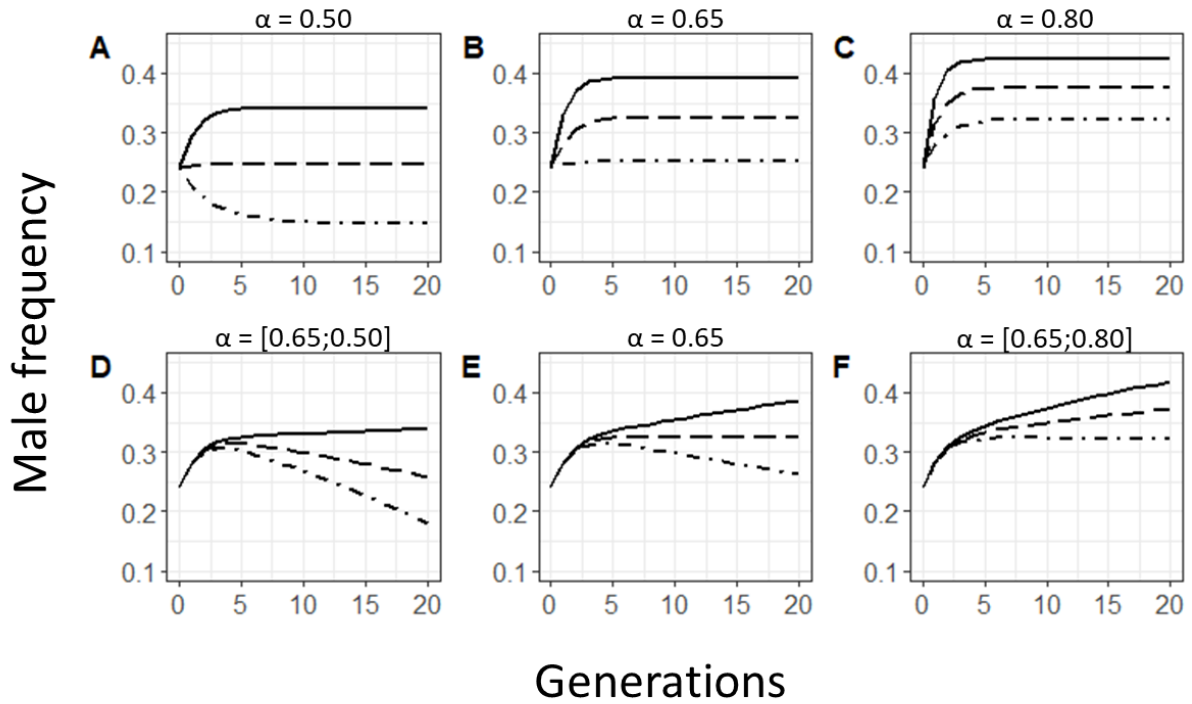 α = 0.50
α = 0.65
α = 0.80
A
B
C
0.4
0.3
0.2
0.1
0 5 10 15 20
0.4
0.3
0.2
0.1
0 5 10 15 20
0.4
0.3
0.2
0.1
0 5 10 15 20
α = [0.65;0.50]
α = 0.65
α = [0.65;0.80]
D
E
F
0.4
0.3
0.2
0.1
0 5 10 15 20
0.4
0.3
0.2
0.1
0 5 10 15 20
0.4
0.3
0.2
0.1
0 5 10 15 20
Male frequency
Generations